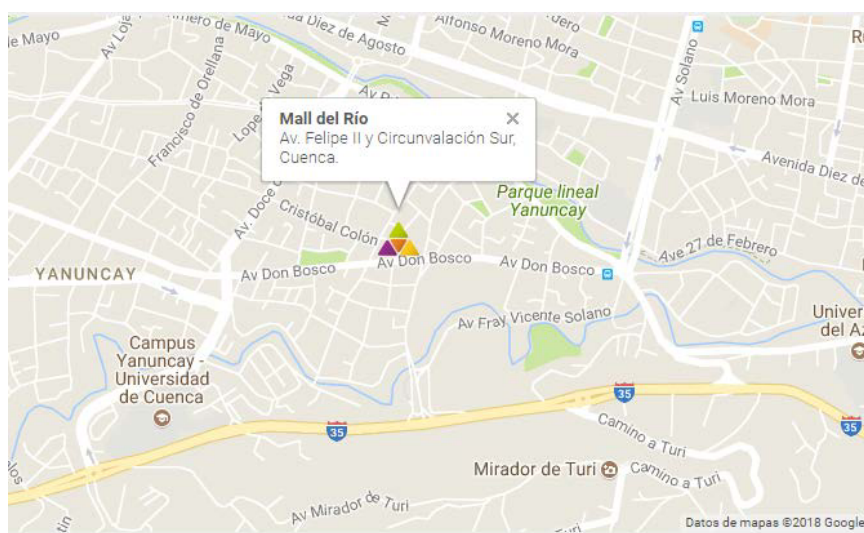 de Mayo
Av Loja
Primero de Mayo
Diez de Agosto
Alfonso Moreno Mora
Av Solano
Luis Moreno Mora
Francisco de Orellana
Vega
Mall del Río
Av. Felipe II y Circunvalación Sur,
Cuenca.
Avenida Diez de
Parque lineal
Yanuncay
Av. Doce
Cristóbal Colón
Ave 27 de Febrero
YANUNCAY
Av Don Bosco
Av Don Bosco
Av Don Bosco
Av Fray Vicente Solano
Univer
del Az
Campus
Yanuncay -
Universidad
de Cuenca
35
35
35
Camino a Turi
Mirador de Turi
Camino a Turi
Av Mirador de Turi
Datos de mapas ©2018 Google